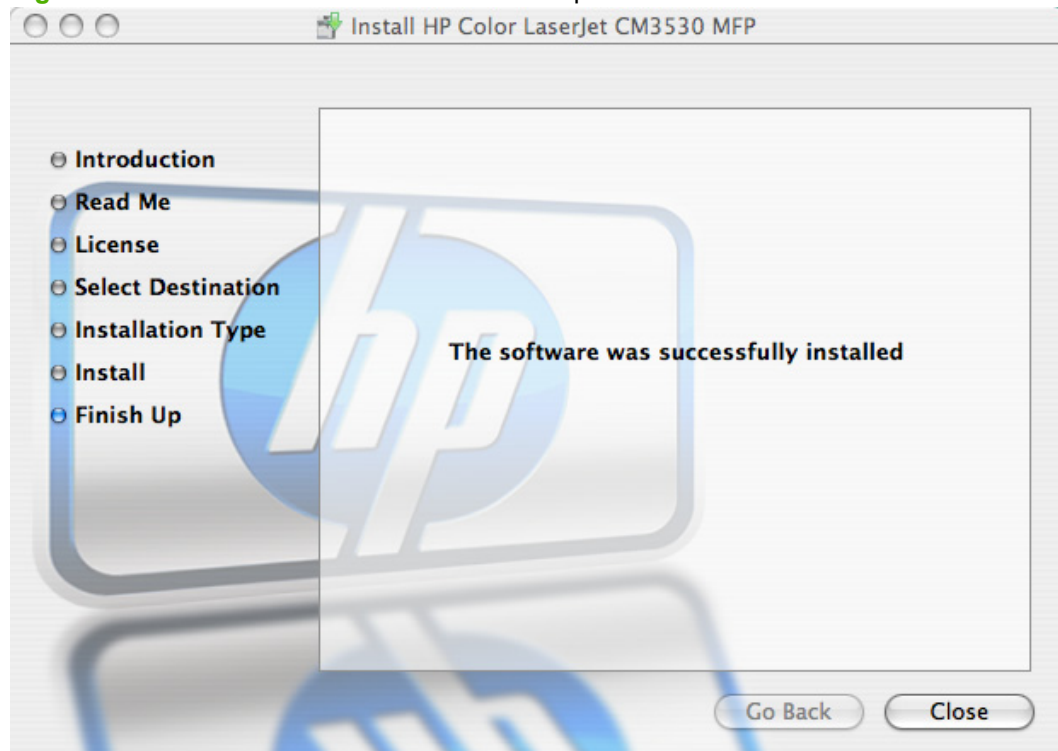 Install HP Color LaserJet CM3530 MFP
Introduction
Read Me
License
Select Destination
Installation Type
Install
Finish Up
The software was successfully installed
hp
Go Back
Close